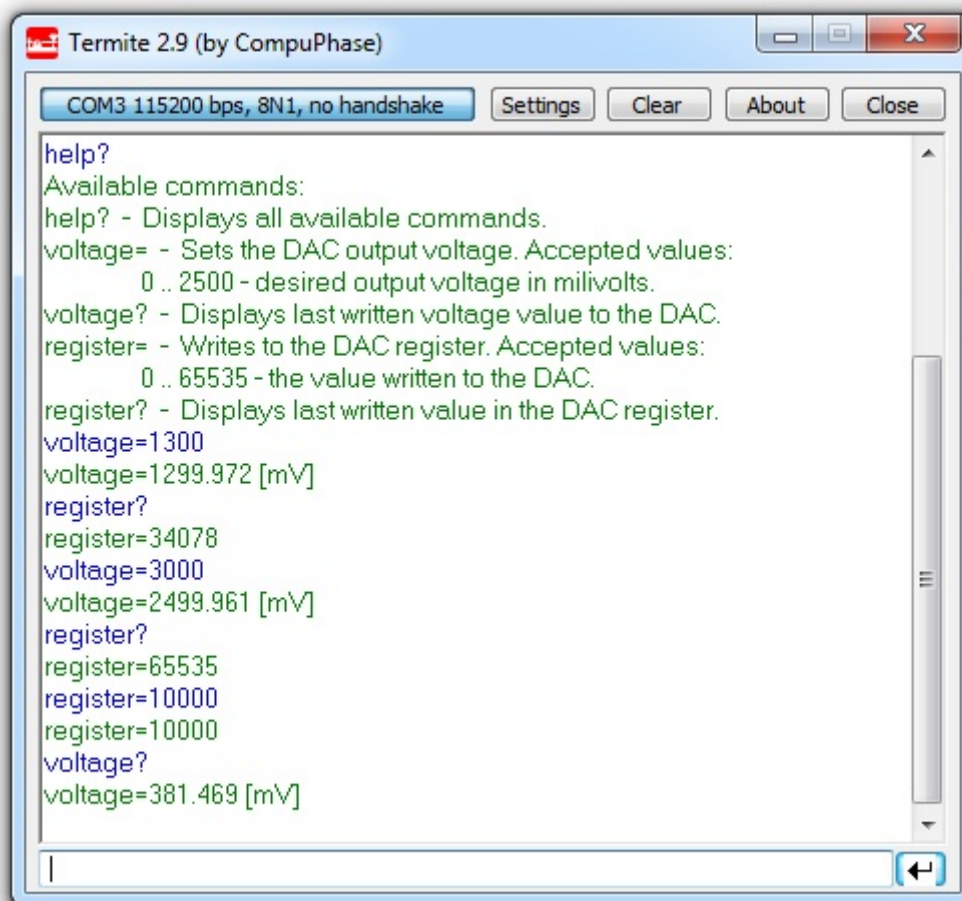 Termite 2.9 (by CompuPhase)
COM3 115200 bps, 8N1, no handshake Settings Clear About Close
help?
Available commands:
help? - Displays all available commands.
voltage= - Sets the DAC output voltage. Accepted values:
0 .. 2500 - desired output voltage in milivolts.
voltage? - Displays last written voltage value to the DAC.
register= - Writes to the DAC register. Accepted values:
0 .. 65535 - the value written to the DAC.
register? - Displays last written value in the DAC register.
voltage=1300
voltage=1299.972 [mV]
register?
register=34078
voltage=3000
voltage=2499.961 [mV]
register?
register=65535
register=10000
register=10000
voltage?
voltage=381.469 [mV]